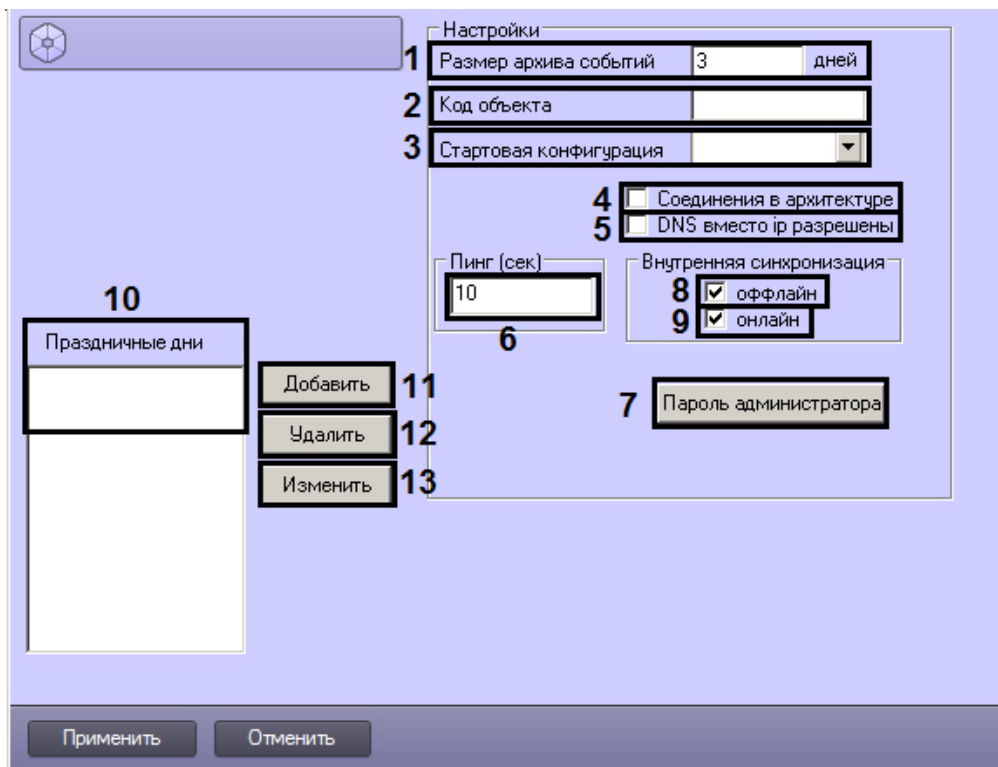 Настройки
1 Размер архива событий 3 дней
2 Код объекта
3 Стартовая конфигурация
4 Соединения в архитектуре
5 DNS вместо ip разрешены
Пинг (сек)
10
6
Внутренняя синхронизация
8 оффлайн
9 онлайн
7 Пароль администратора
10
Праздничные дни
Добавить 11
Удалить 12
Изменить 13
Применить Отменить